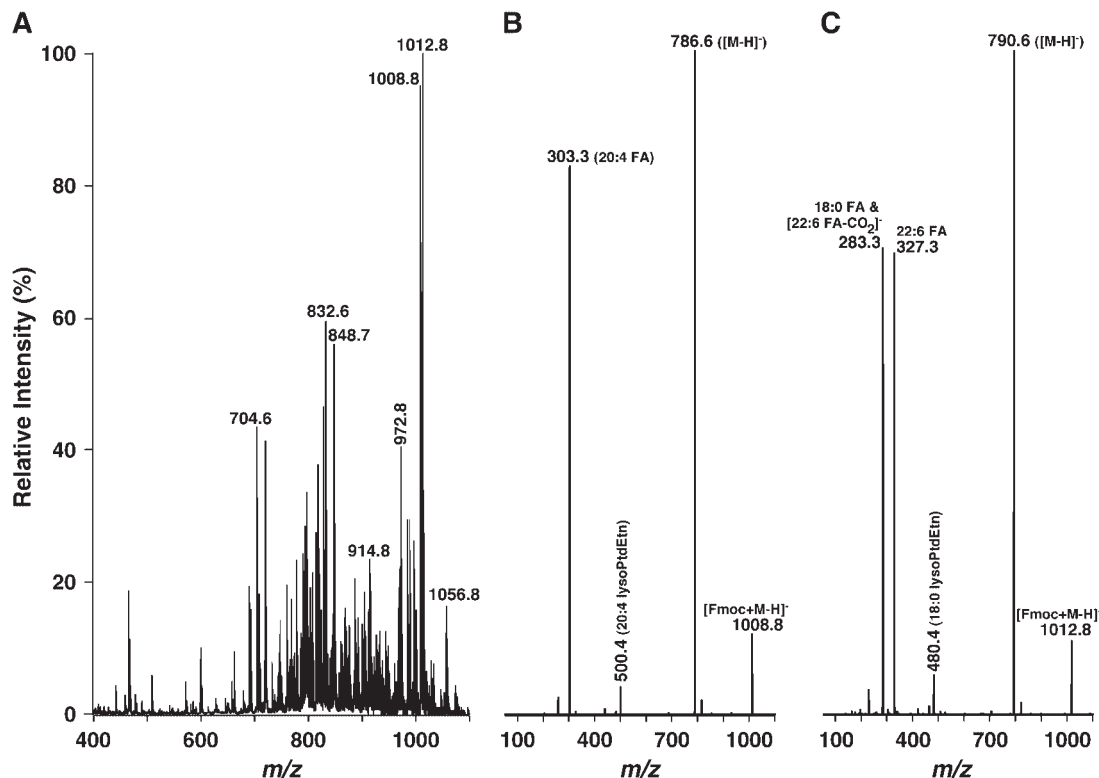 A
Relative Intensity (%)
100
80
60
40
20
0
1012.8
1008.8
832.6
848.7
704.6
972.8
914.8
1056.8
400
600
800
1000
m/z
B
786.6 ([M-H]-)
303.3 (20:4 FA)
500.4 (20:4 lysoPtdEtn)
[Fmoc+M-H]-
1008.8
100
400
700
1000
m/z
C
790.6 ([M-H]-)
18:0 FA &
[22:6 FA-CO2]-
283.3
22:6 FA
327.3
480.4 (18:0 lysoPtdEtn)
[Fmoc+M-H]-
1012.8
100
400
700
1000
m/z